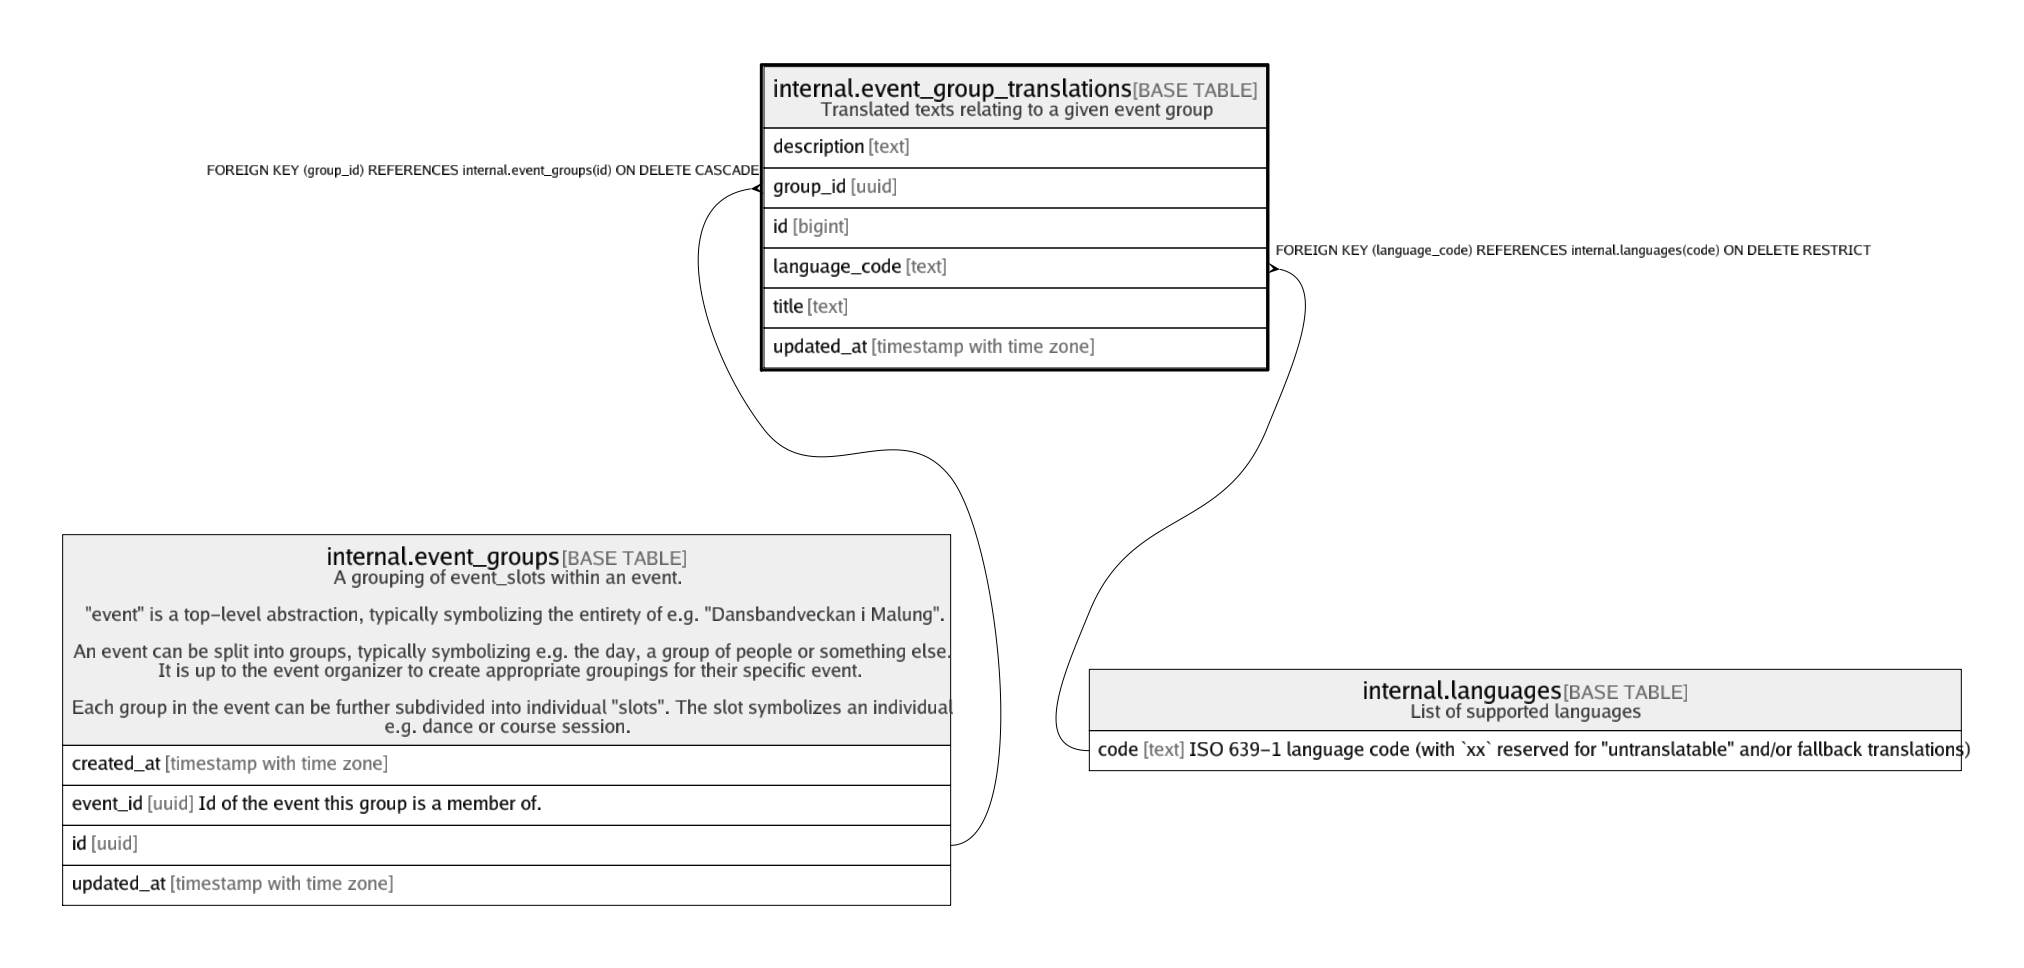 internal.event_group_translations[BASE TABLE]
Translated texts relating to a given event group
description [text]
FOREIGN KEY (group_id) REFERENCES internal.event_groups(id) ON DELETE CASCADE
group_id [uuid]
id [bigint]
FOREIGN KEY (language_code) REFERENCES internal.languages(code) ON DELETE RESTRICT
language_code [text]
title [text]
updated_at [timestamp with time zone]
internal.event_groups[BASE TABLE]
A grouping of event_slots within an event.
"event" is a top-level abstraction, typically symbolizing the entirety of e.g. "Dansbandveckan i Malung".
An event can be split into groups, typically symbolizing e.g. the day, a group of people or something else.
It is up to the event organizer to create appropriate groupings for their specific event.
Each group in the event can be further subdivided into individual "slots". The slot symbolizes an individual
e.g. dance or course session.
created_at [timestamp with time zone]
event_id [uuid] Id of the event this group is a member of.
id [uuid]
updated_at [timestamp with time zone]
internal.languages[BASE TABLE]
List of supported languages
code [text] ISO 639-1 language code (with `xx` reserved for "untranslatable" and/or fallback translations)